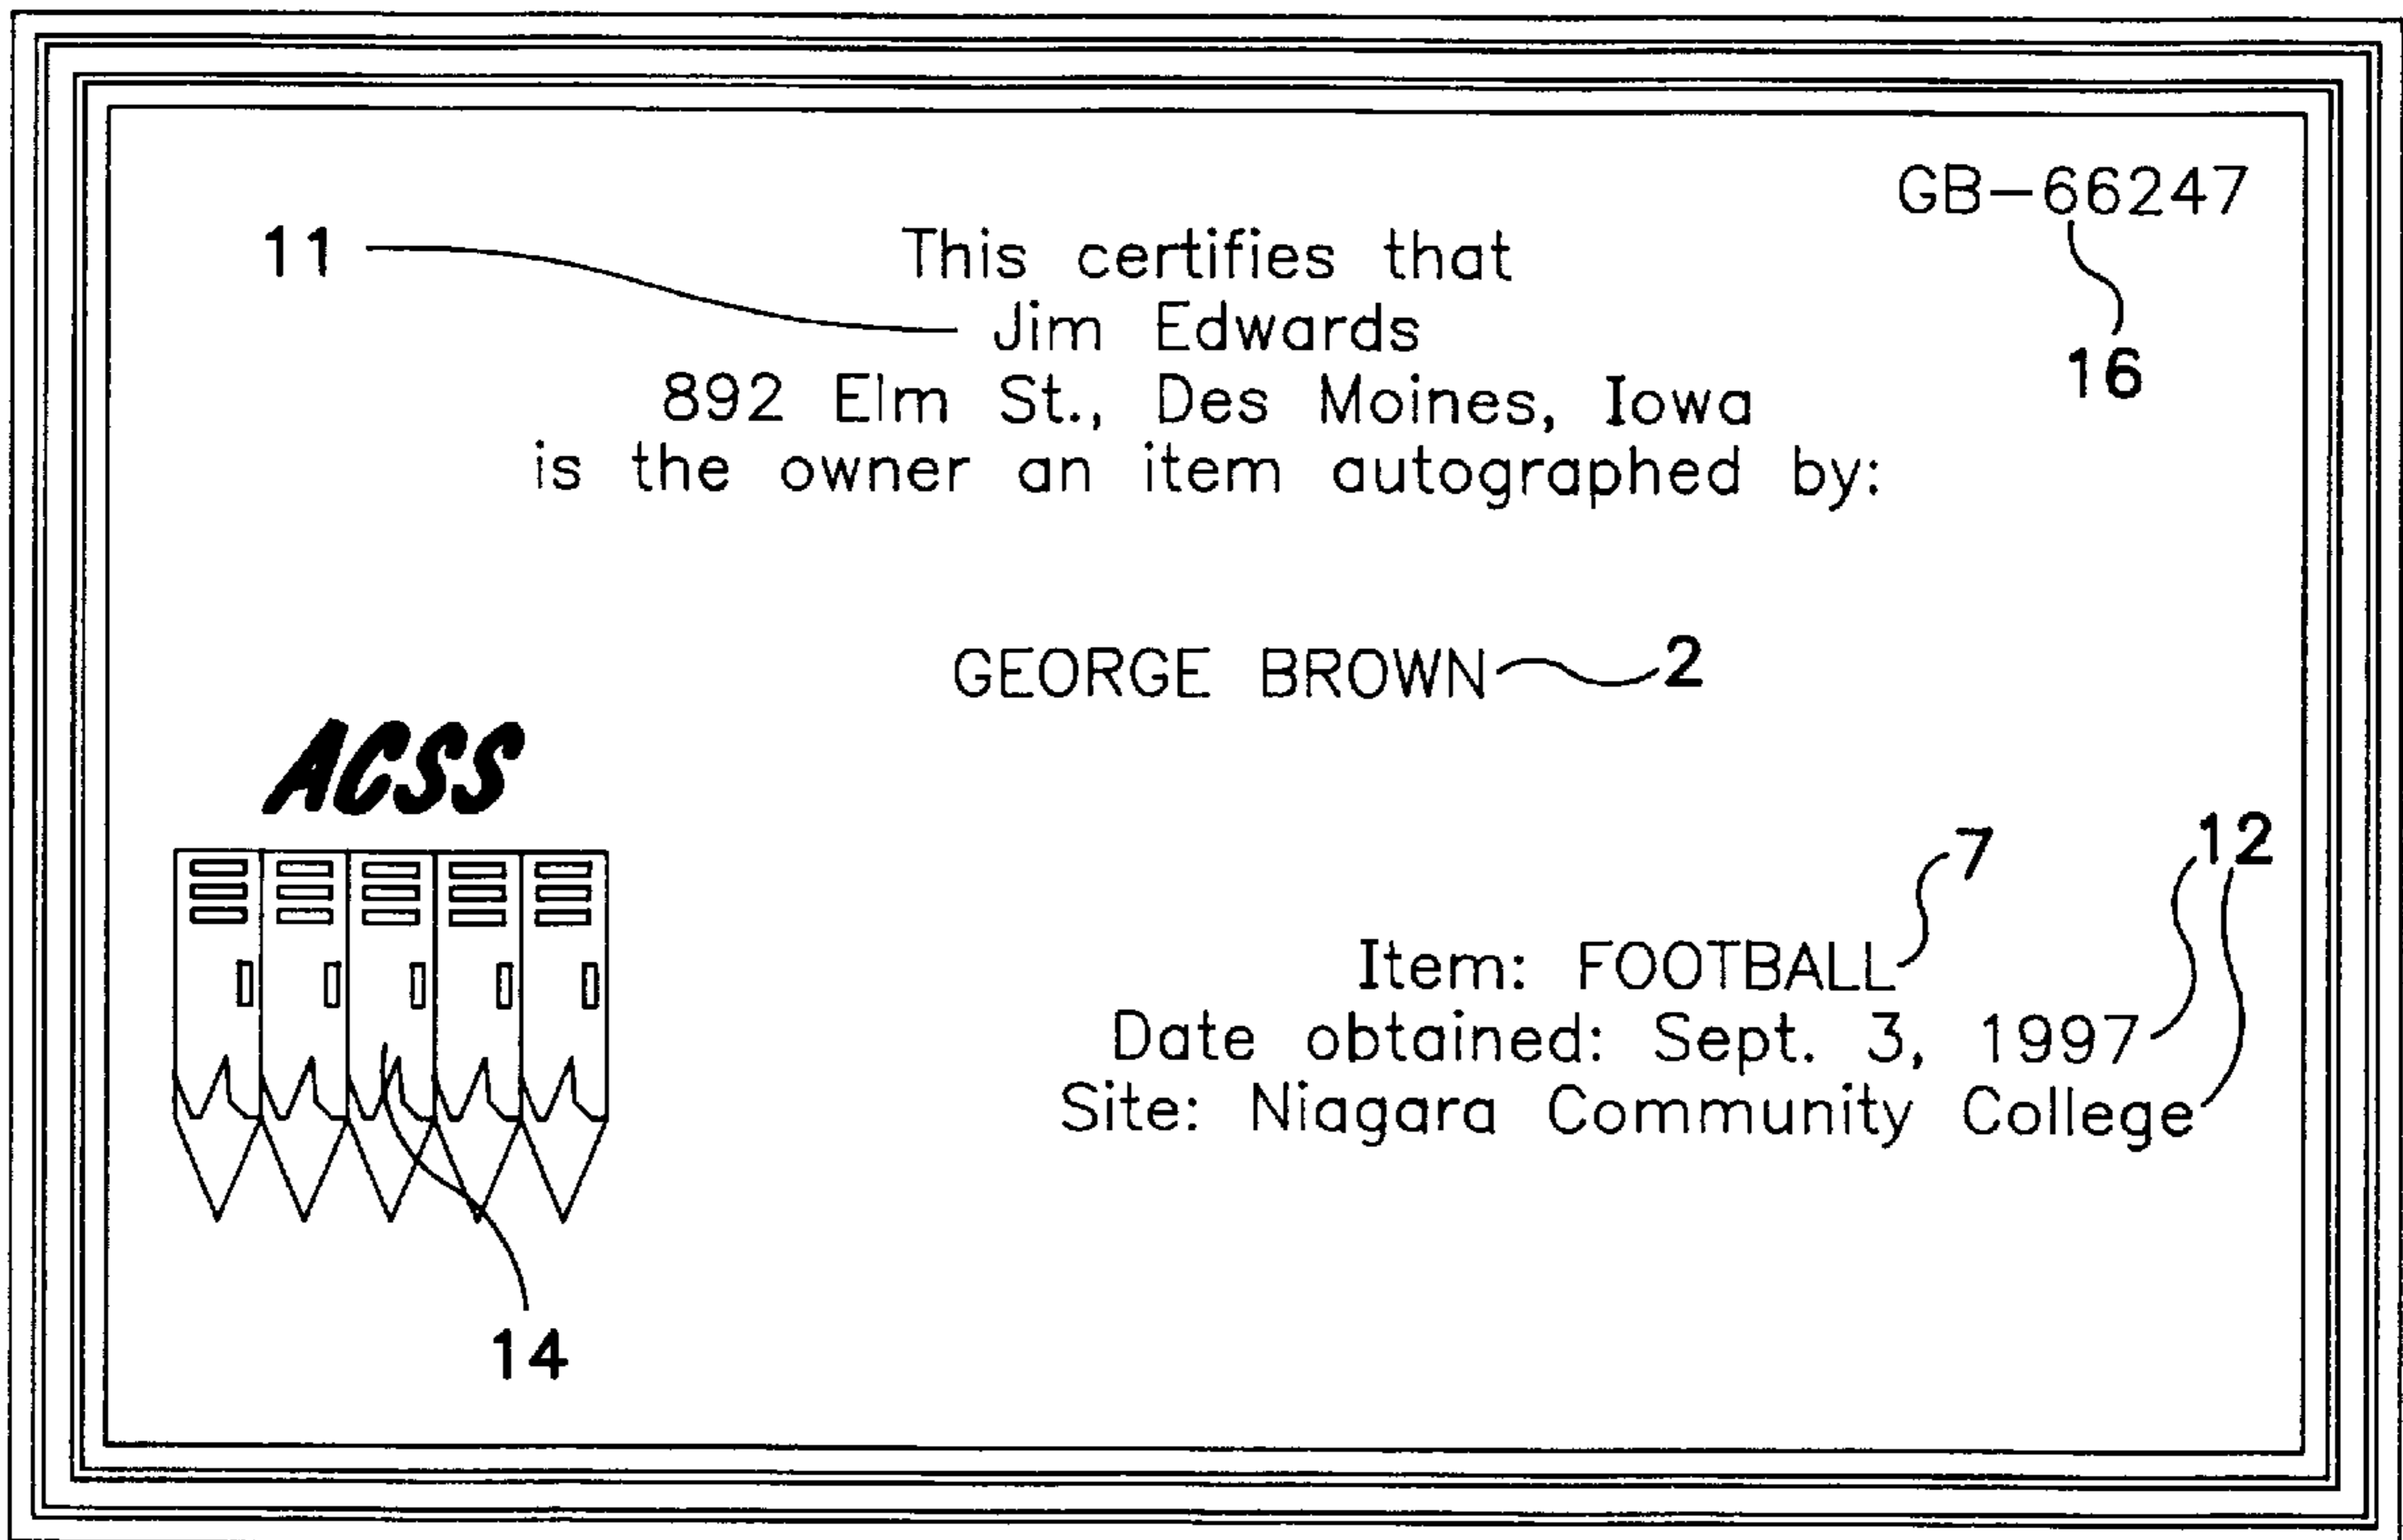 GB-66247
11
This certifies that
Jim Edwards
16
892 Elm St., Des Moines, Iowa
is the owner an item autographed by:
GEORGE BROWN
2
ACSS
7
12
Item: FOOTBALL
Date obtained: Sept. 3, 1997
Site: Niagara Community College
14